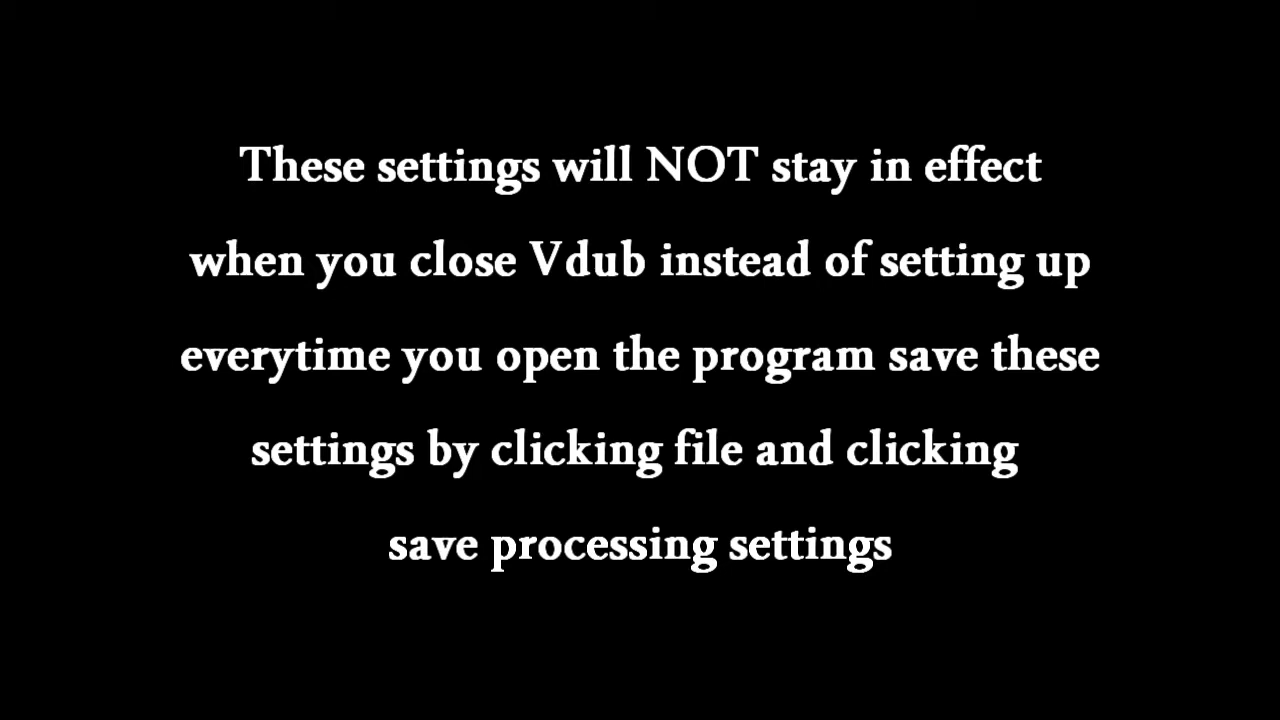 These settings will NOT stay in effect
when you close Vdub instead of setting up
everytime you open the program save these
settings by clicking file and clicking
save processing settings